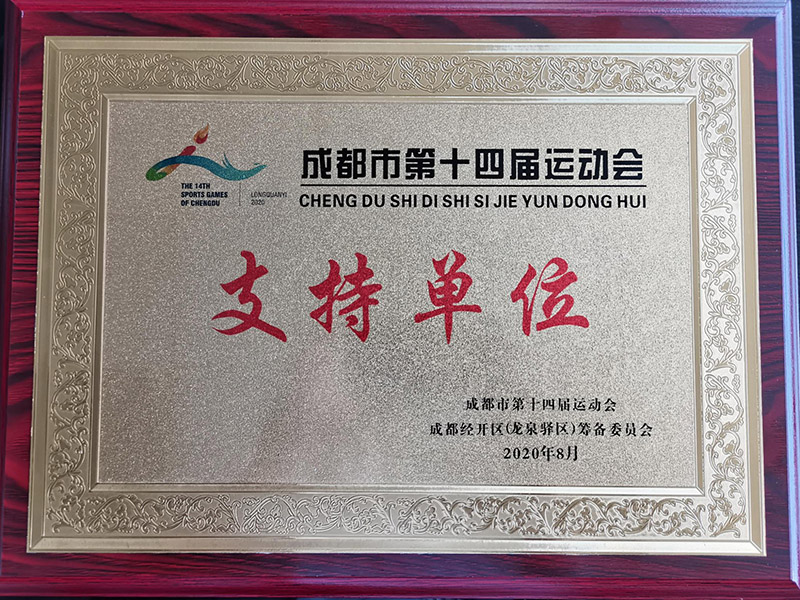 成都市第十四届运动会
CHENG DU SHI DI SHI SI JIE YUN DONG HUI
THE 14TH
SPORTS GAMES
OF CHENGDU
LONGQUANYI
2020
支持单位
成都市第十四届运动会
成都经开区(龙泉驿区)筹备委员会
2020年8月